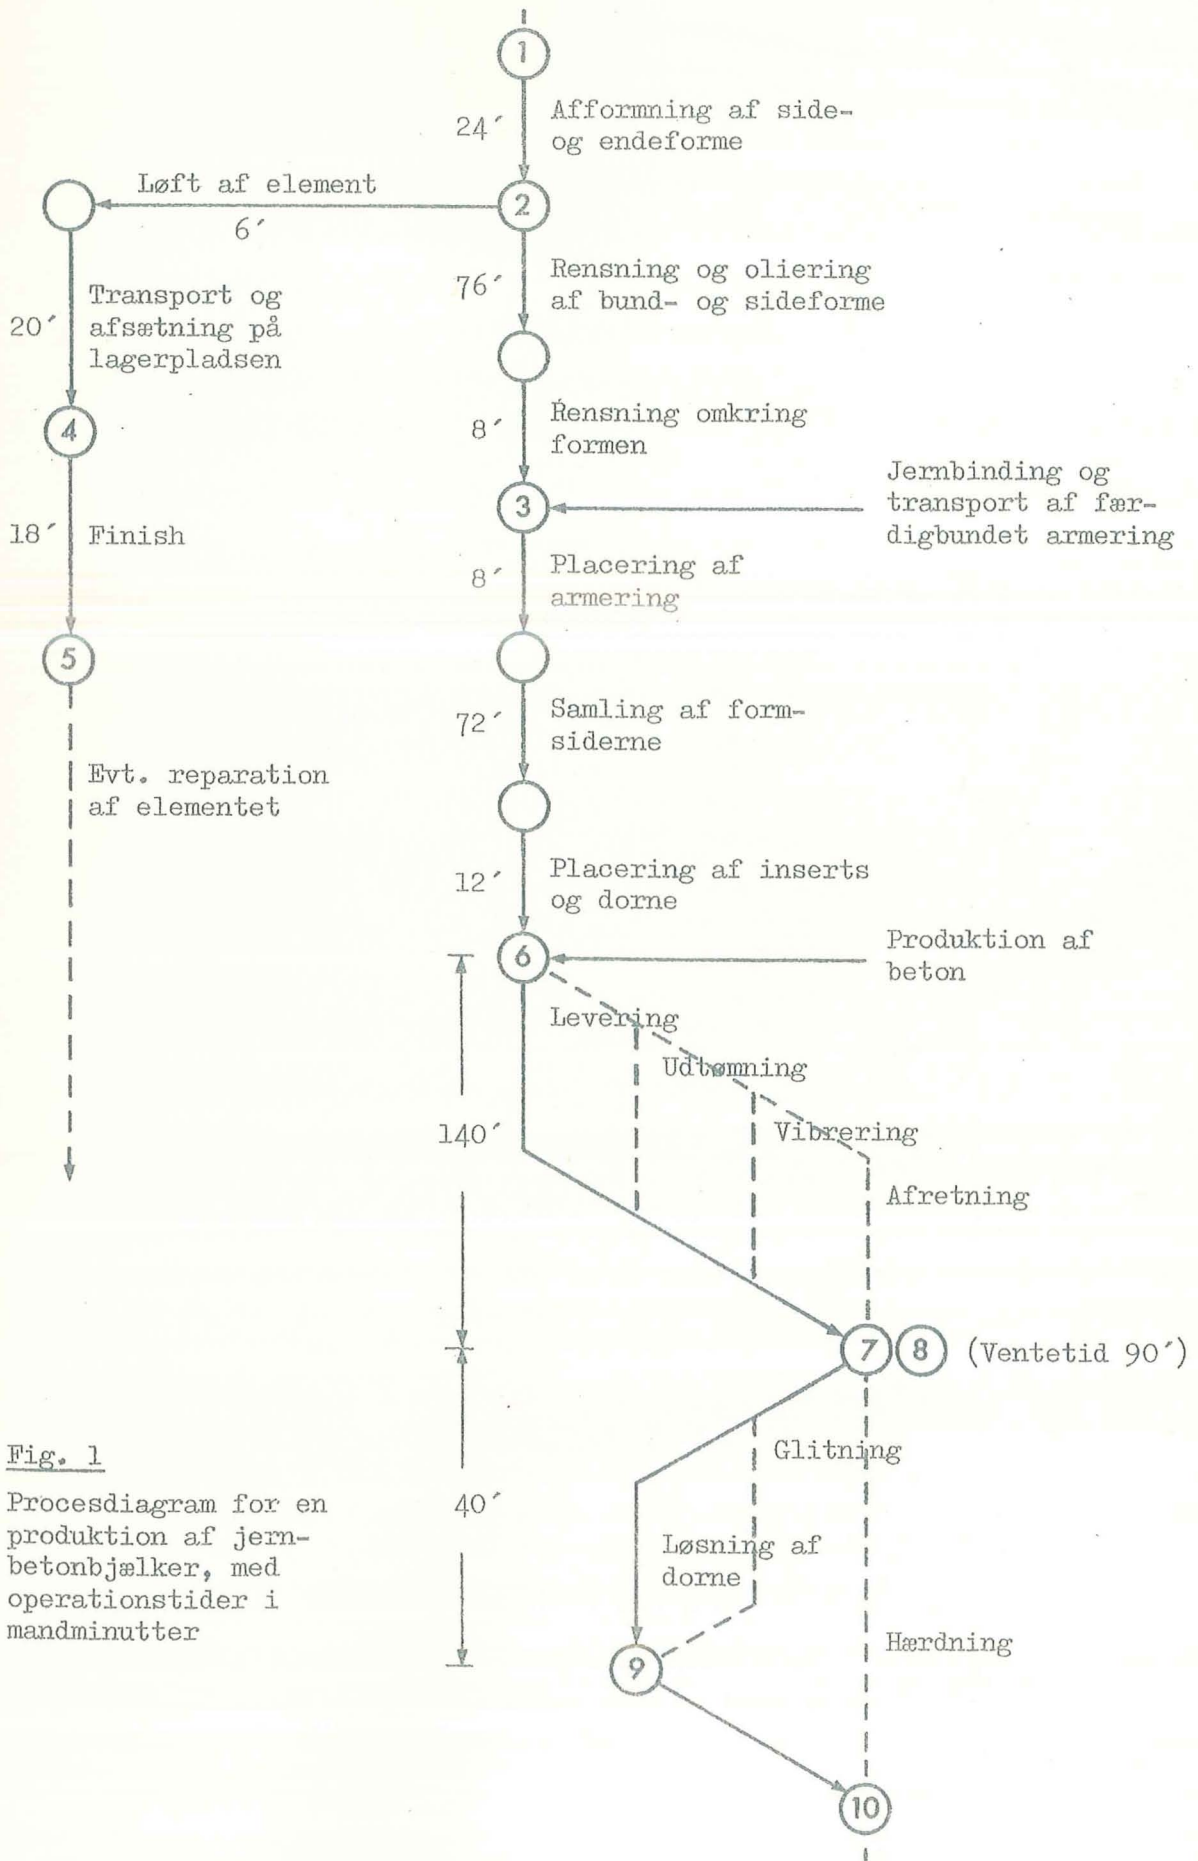 1
24´
Afformning af side-
og endeforme
Løft af element
6´
2
76´
Rensning og oliering
af bund- og sideforme
20´
Transport og
afsætning på
lagerpladsen
4
8´
Rensning omkring
formen
3
Jernbinding og
transport af fær-
digbundet armering
18´
Finish
8´
Placering af
armering
5
72´
Samling af form-
siderne
Evt. reparation
af elementet
12´
Placering af inserts
og dorne
6
Produktion af
beton
Levering
Udtømning
140´
Vibrering
Afretning
7 8 (Ventetid 90´)
Glitning
Fig. 1
Procesdiagram for en
produktion af jern-
betonbjælker, med
operationstider i
mandminutter
40´
Løsning af
dorne
Hærdning
9
10